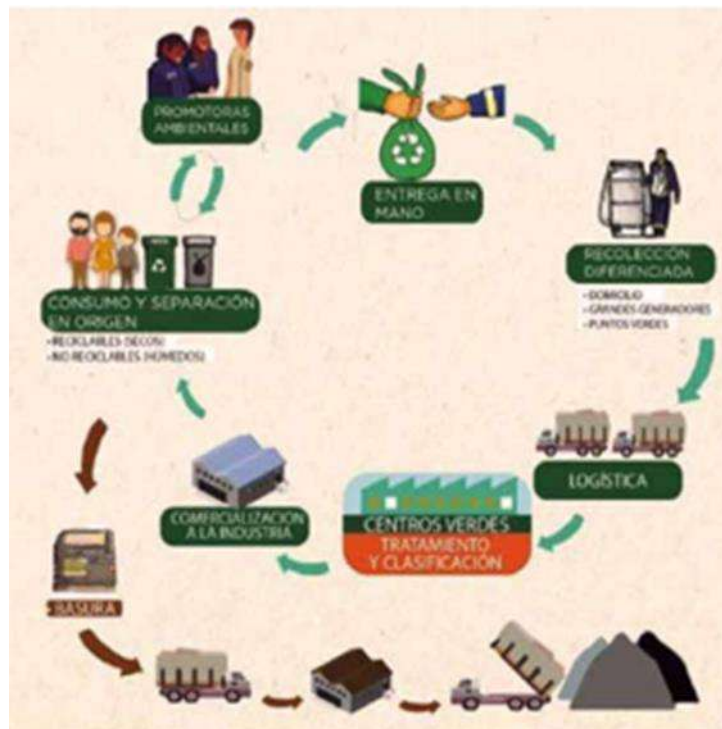 PROMOTORAS
AMBIENTALES
ENTREGA EN
MANO
RECOLECCIÓN
DIFERENCIADA
• DOMICILIO
• GRANDES GENERADORES
• PUNTOS VERDES
CONSUMO Y SEPARACIÓN
EN ORIGEN
• RECICLABLES (SECOS)
• NO RECICLABLES (HÚMEDOS)
LOGÍSTICA
CENTROS VERDES
TRATAMIENTO
Y CLASIFICACIÓN
COMERCIALIZACION
A LA INDUSTRIA
BASURA